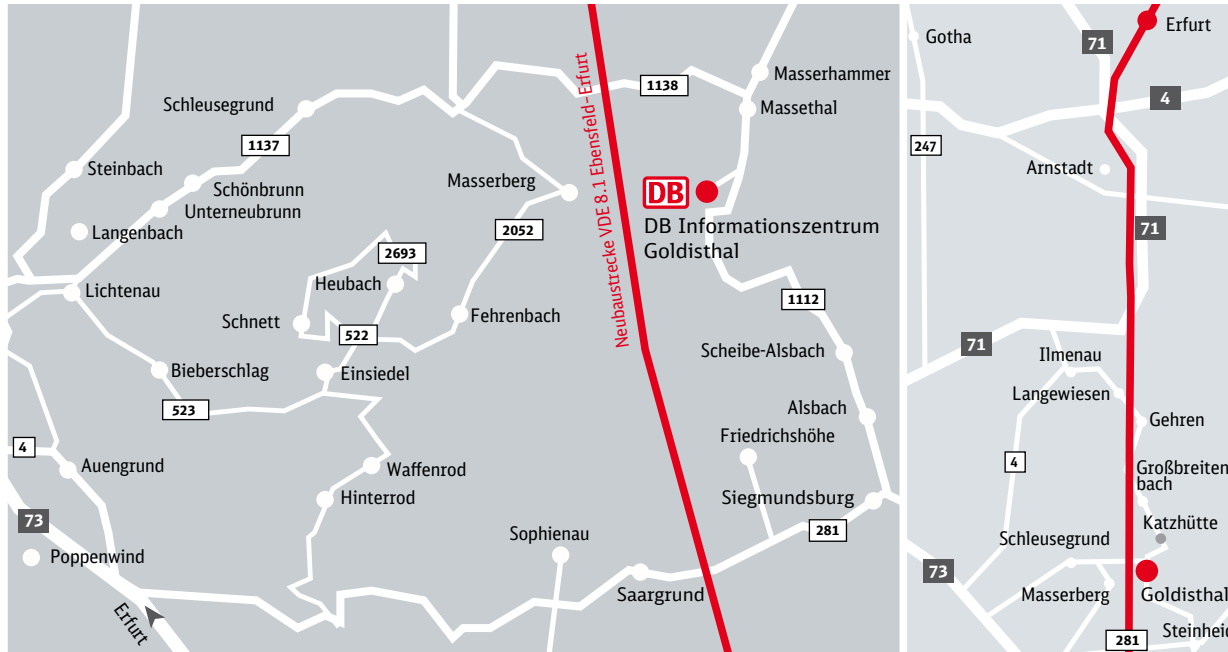 Masserhammer
1138
Massethal
Schleusegrund
1137
Steinbach
Schönbrunn
Unterneubrunn
Langenbach
Masserberg
2052
2693
Heubach
Lichtenau
Schnett
522
Fehrenbach
Bieberschlag
Einsiedel
523
4
Auengrund
Waffenrod
Hinterrod
73
Poppenwind
Erfurt
Sophienau
Saargrund
Neubaustrecke VDE 8.1 Ebensfeld–Erfurt
DB
DB Informationszentrum
Goldisthal
1112
Scheibe-Alsbach
Alsbach
Friedrichshöhe
Siegmundsburg
281
Erfurt
Gotha
71
4
247
Arnstadt
71
71
Ilmenau
Langewiesen
Gehren
4
Großbreiten
bach
Katzhütte
Schleusegrund
73
Masserberg
Goldisthal
281
Steinheid